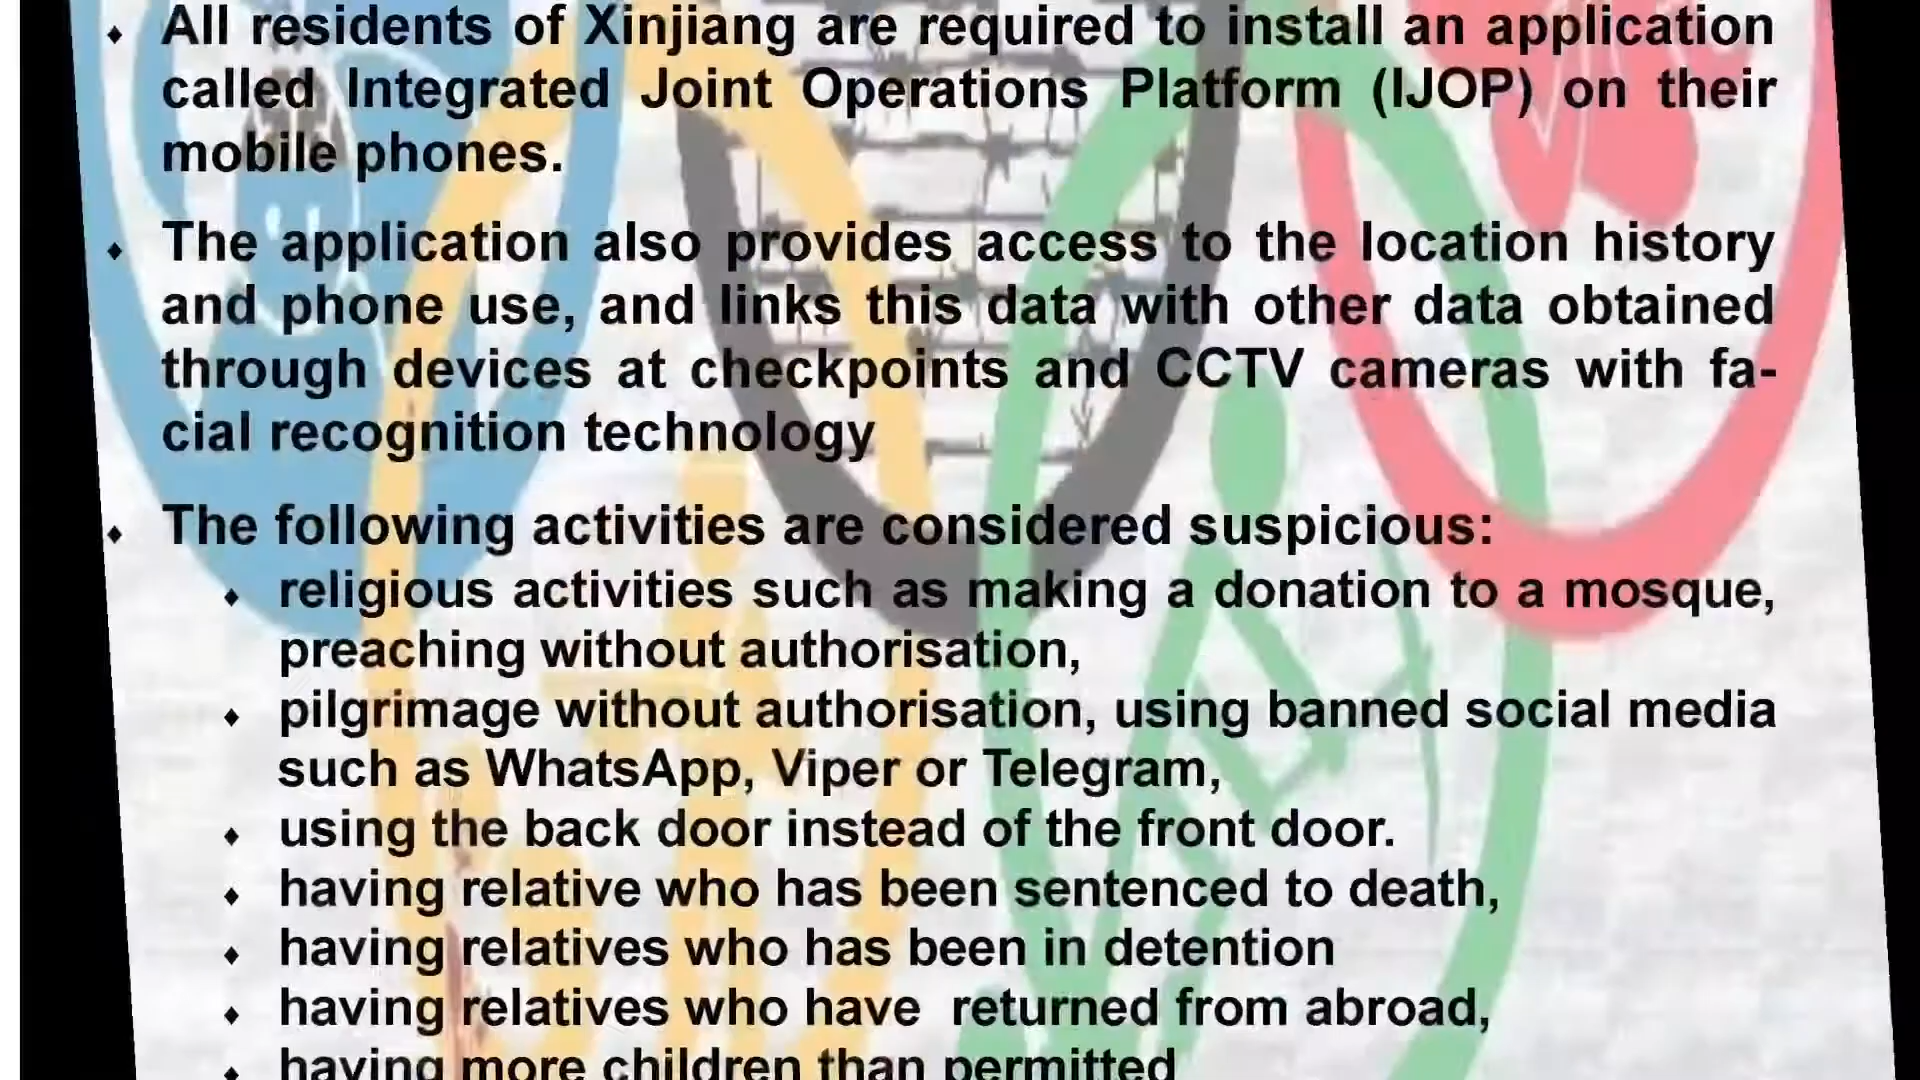 All residents of Xinjiang are required to install an application
called Integrated Joint Operations Platform (IJOP) on their
mobile phones.
The application also provides access to the location history
and phone use, and links this data with other data obtained
through devices at checkpoints and CCTV cameras with fa-
cial recognition technology
The following activities are considered suspicious:
religious activities such as making a donation to a mosque,
preaching without authorisation,
pilgrimage without authorisation, using banned social media
such as WhatsApp, Viper or Telegram,
using the back door instead of the front door.
having relative who has been sentenced to death,
having relatives who has been in detention
having relatives who have returned from abroad,
having more children than permitted